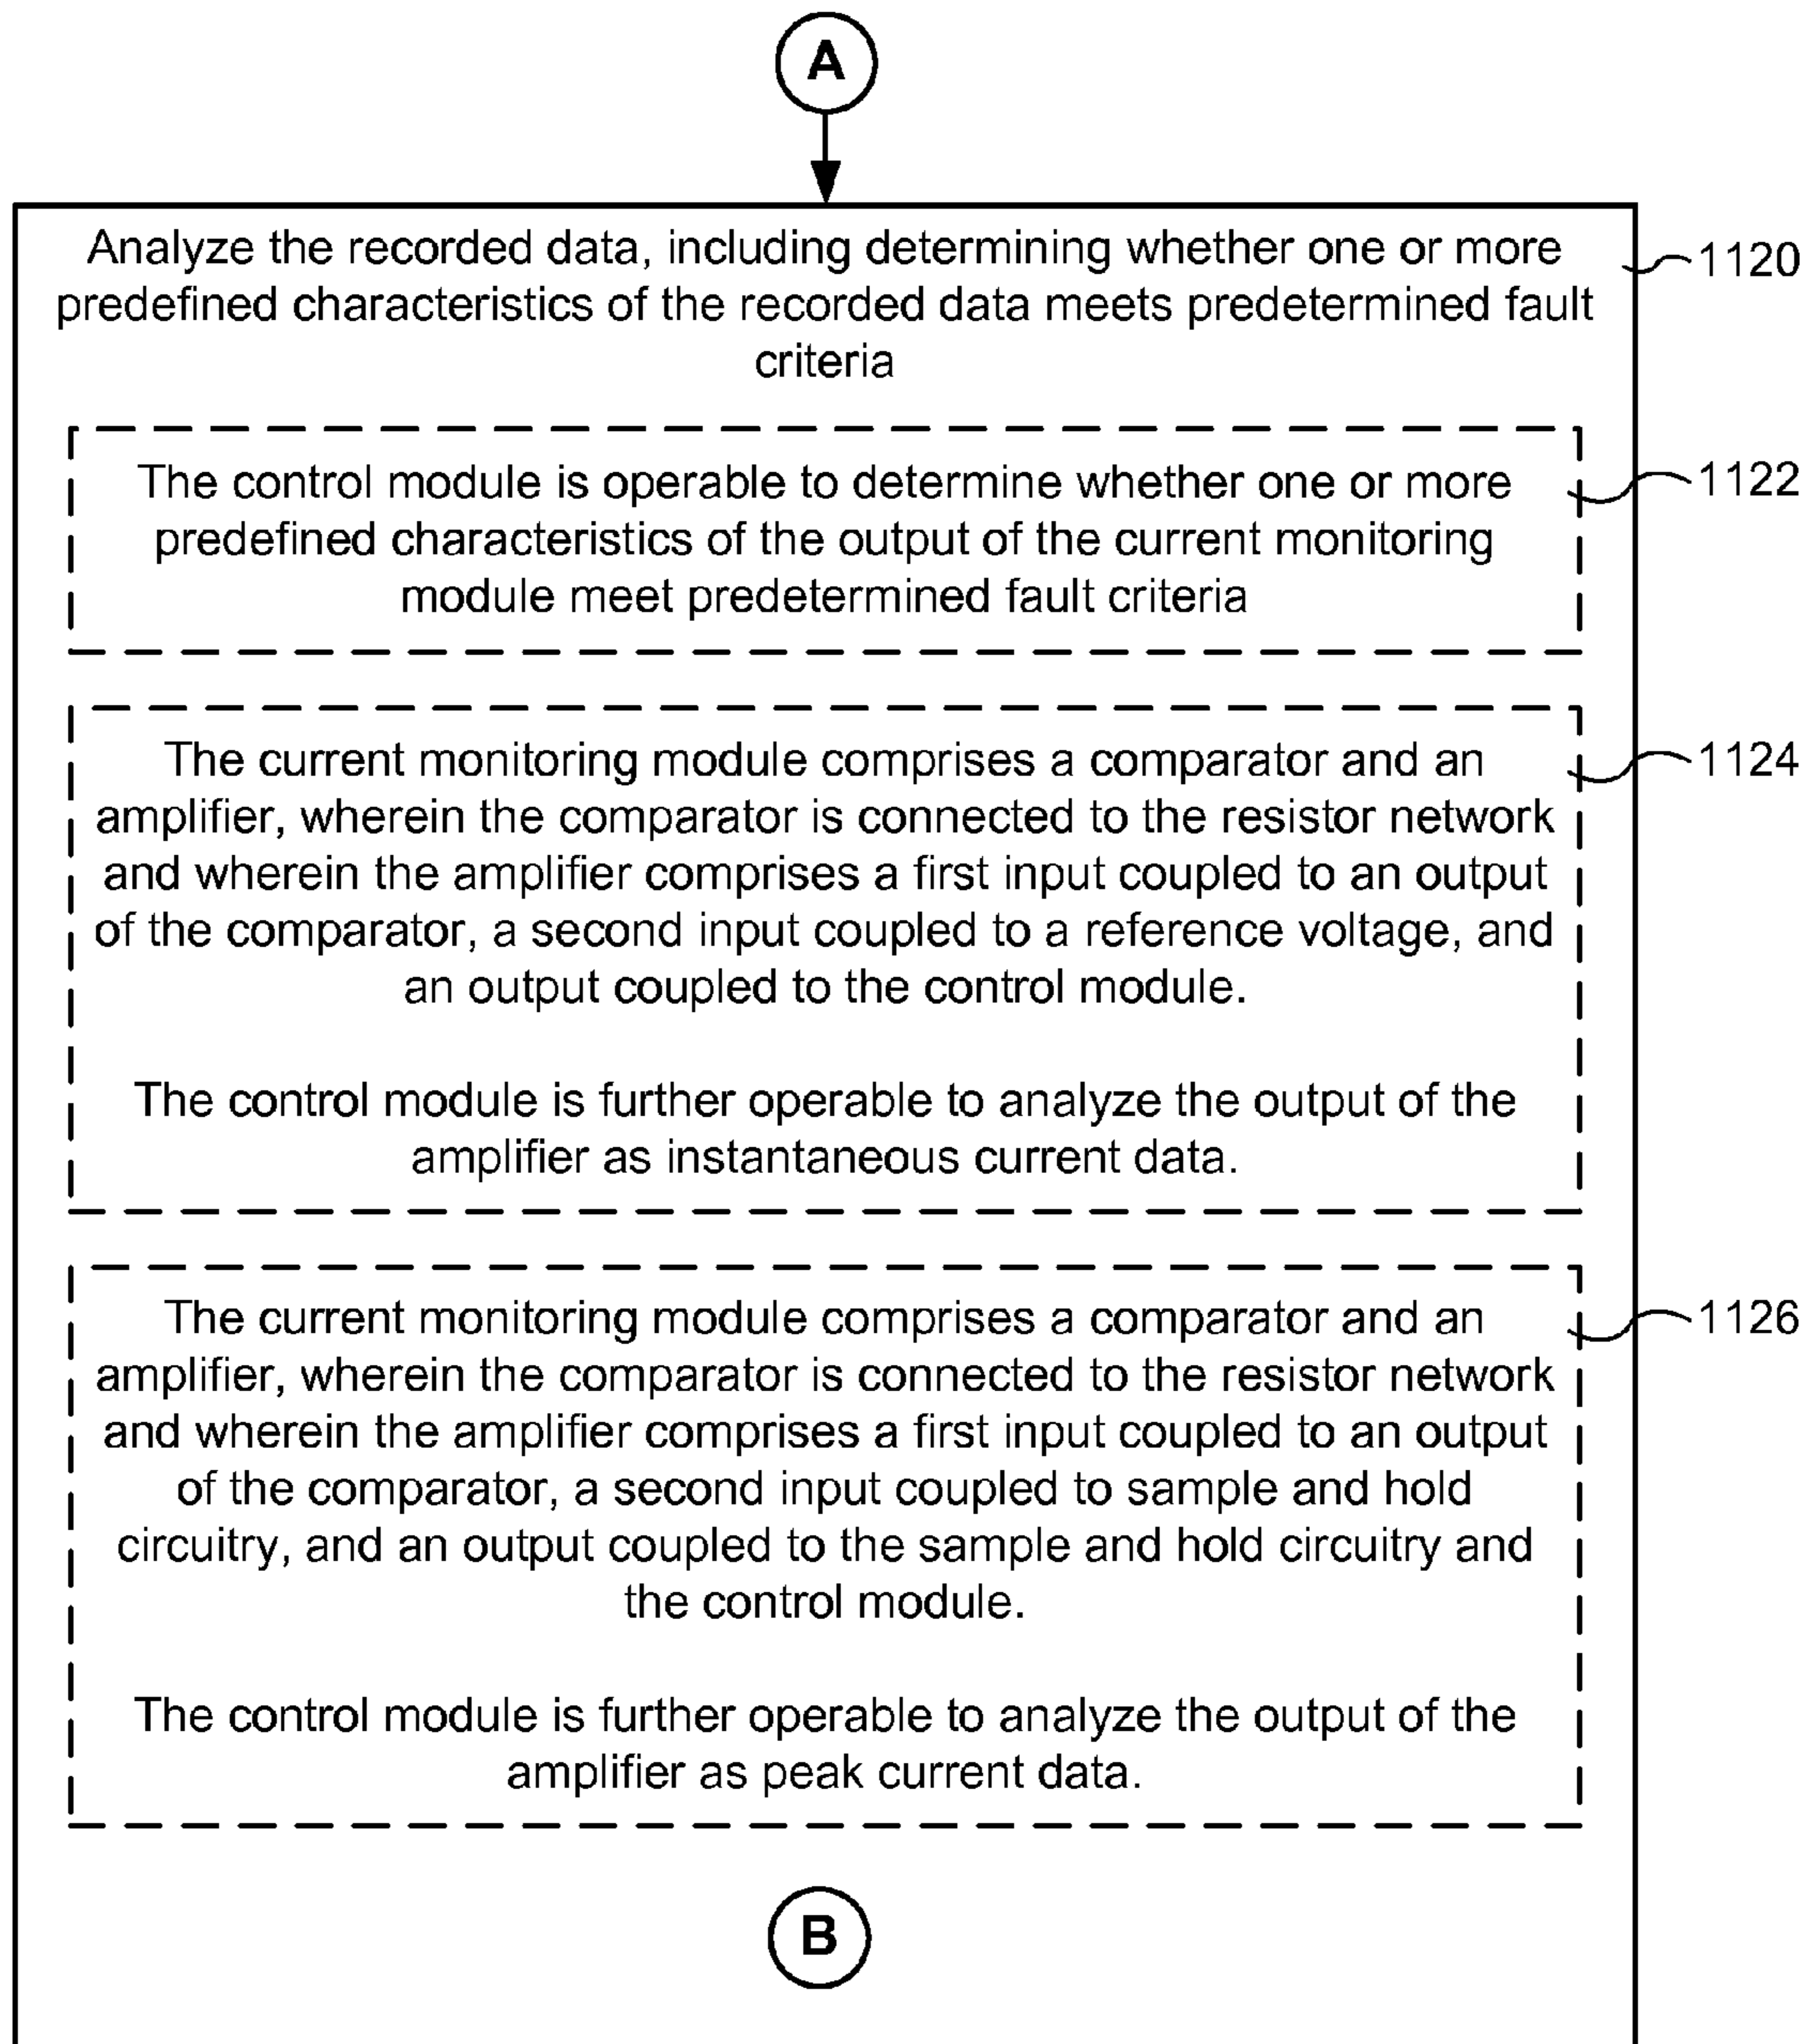 A
Analyze the recorded data, including determining whether one or more
predefined characteristics of the recorded data meets predetermined fault
criteria
1120
The control module is operable to determine whether one or more
predefined characteristics of the output of the current monitoring
module meet predetermined fault criteria
1122
The current monitoring module comprises a comparator and an
amplifier, wherein the comparator is connected to the resistor network
and wherein the amplifier comprises a first input coupled to an output
of the comparator, a second input coupled to a reference voltage, and
an output coupled to the control module.
The control module is further operable to analyze the output of the
amplifier as instantaneous current data.
1124
The current monitoring module comprises a comparator and an
amplifier, wherein the comparator is connected to the resistor network
and wherein the amplifier comprises a first input coupled to an output
of the comparator, a second input coupled to sample and hold
circuitry, and an output coupled to the sample and hold circuitry and
the control module.
The control module is further operable to analyze the output of the
amplifier as peak current data.
1126
B